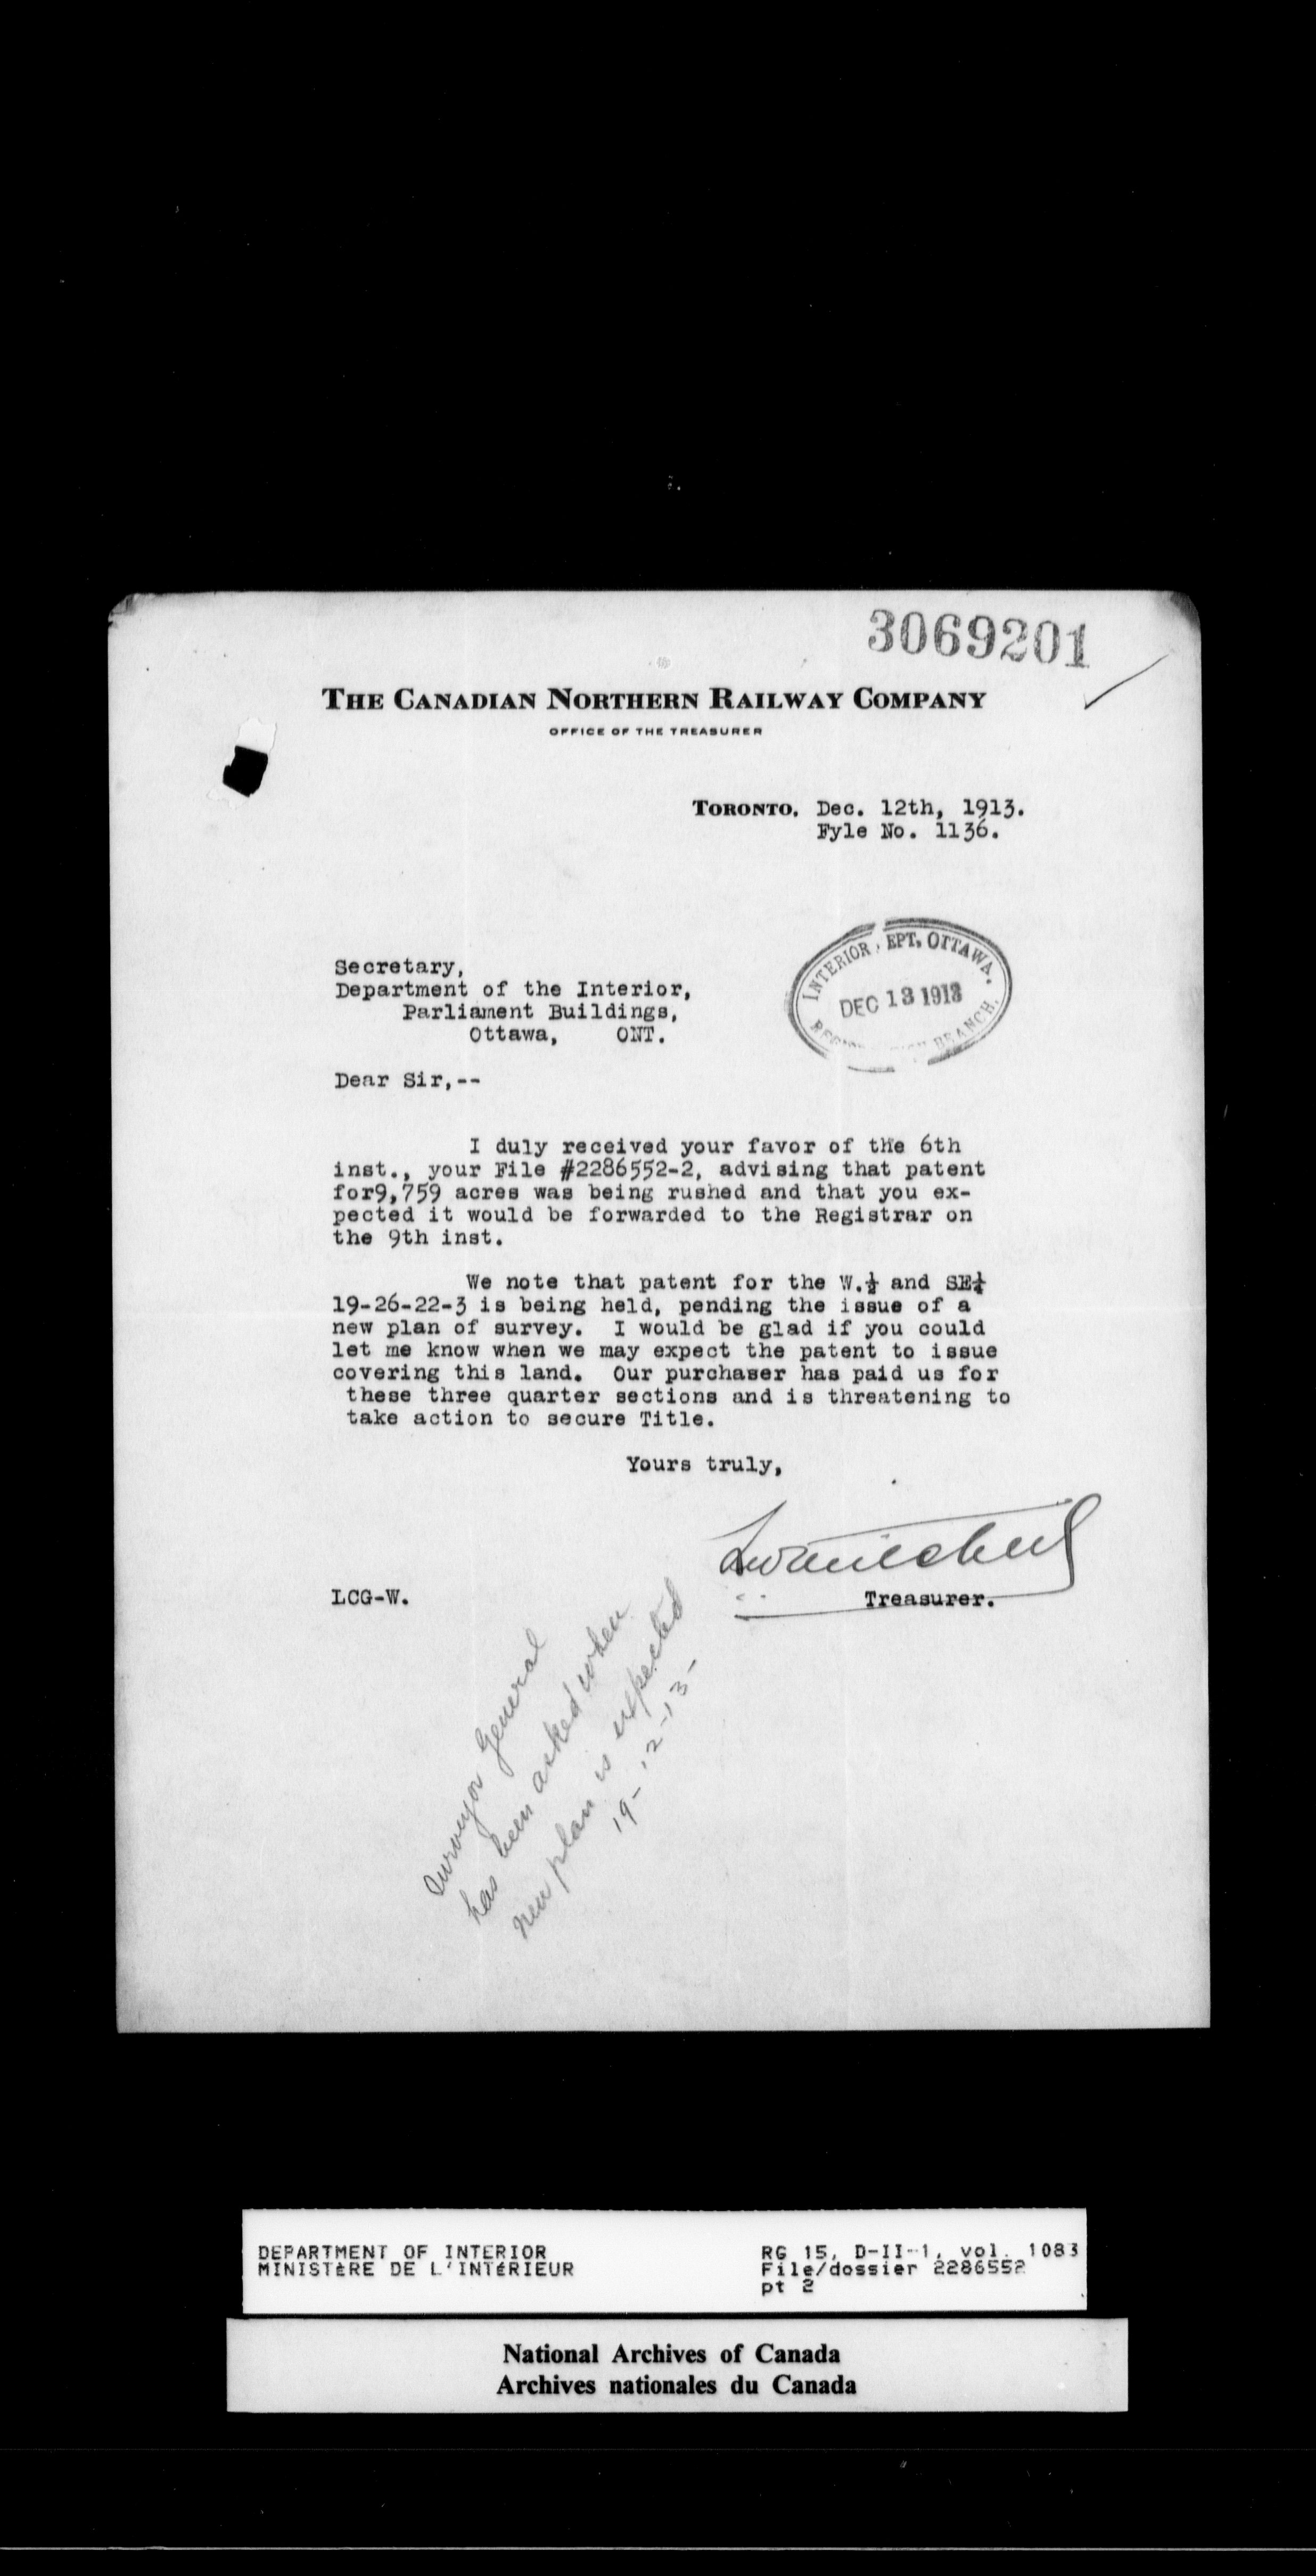 3069201
THE CANADIAN NORTHERN RAILWAY COMPANY
OFFICE OF THE TREASURER
TORONTO, Dec. 12th, 1913.
Fyle No. 1136.
INTERIOR EPT, OTTAWA.
DEC 13 1913
BRANCH.
Secretary,
Department of the Interior,
Parliament Buildings,
Ottawa, ONT.
Dear Sir,--
I duly received your favor of the 6th
inst., your File #2286552-2, advising that patent
for9,759 acres was being rushed and that you ex-
pected it would be forwarded to the Registrar on
the 9th inst.
We note that patent for the W.½ and SE¼
19-26-22-3 is being held, pending the issue of a
new plan of survey. I would be glad if you could
let me know when we may expect the patent to issue
covering this land. Our purchaser has paid us for
these three quarter sections and is threatening to
take action to secure Title.
Yours truly,
LCG-W.
Treasurer.
Surveyor General
has been asked when
new plan is expected
19-12-13-
DEPARTMENT OF INTERIOR
MINISTÈRE DE L'INTÉRIEUR
RG 15, D-II-1, vol. 1083
File/dossier 2286552
pt 2
National Archives of Canada
Archives nationales du Canada